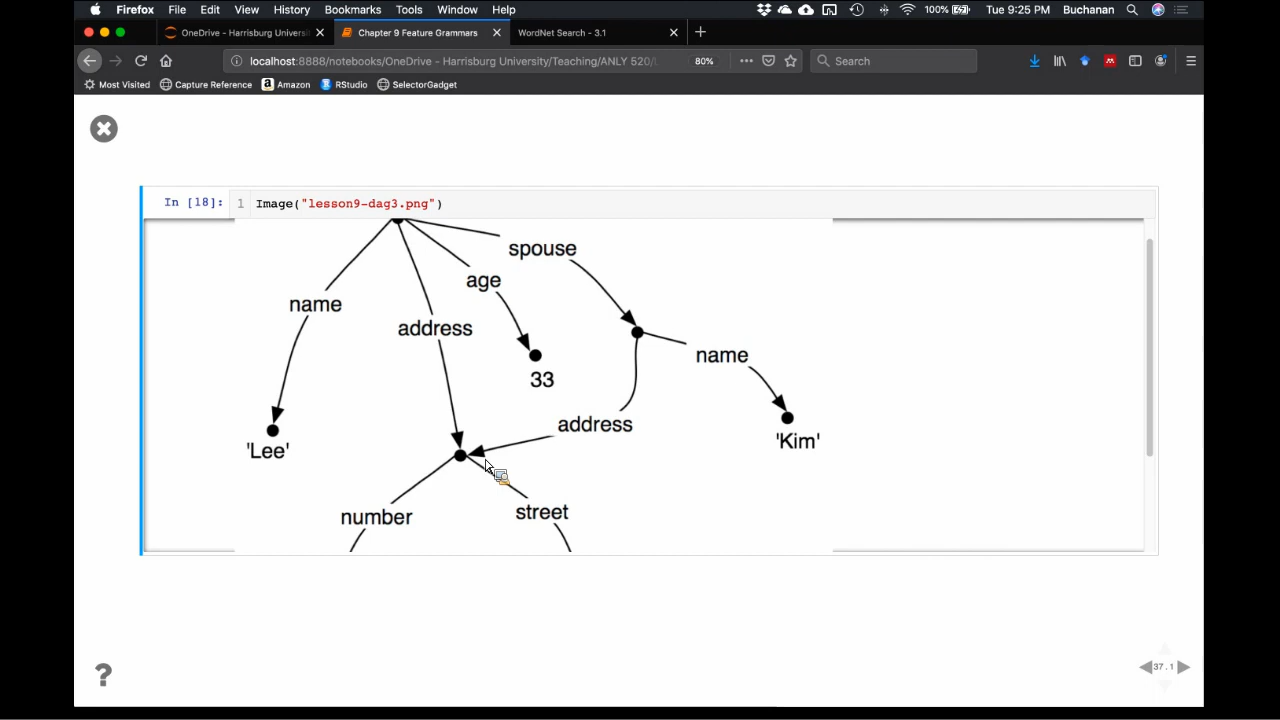 Firefox File Edit View History Bookmarks Tools Window Help 100% Tue 9:25 PM Buchanan
OneDrive - Harrisburg Universi Chapter 9 Feature Grammars WordNet Search - 3.1
localhost:8888/notebooks/OneDrive - Harrisburg University/Teaching/ANLY 520/ 80% Search
Most Visited Capture Reference Amazon RStudio SelectorGadget
In [18]: 1 Image("lesson9-dag3.png")
spouse
age
name
address
name
33
address
'Kim'
'Lee'
number
street
37.1
?